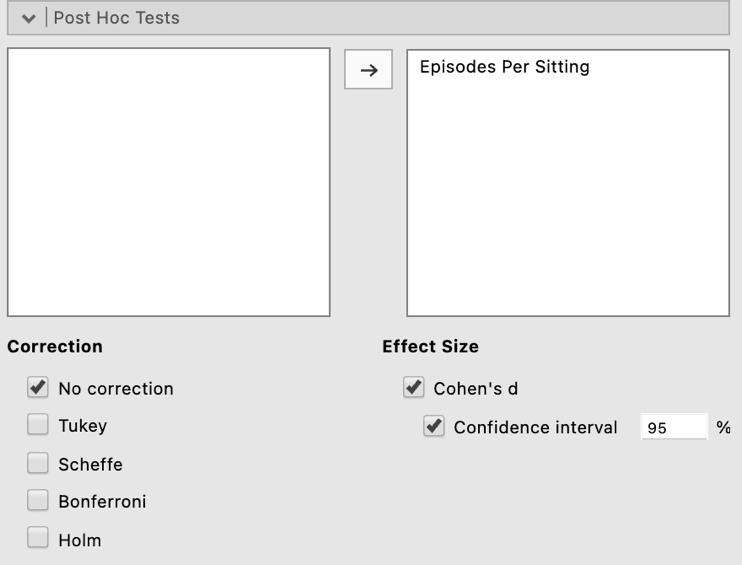 Post Hoc Tests
Episodes Per Sitting
Correction
No correction
Tukey
Scheffe
Bonferroni
Holm
Effect Size
Cohen's d
Confidence interval 95 %